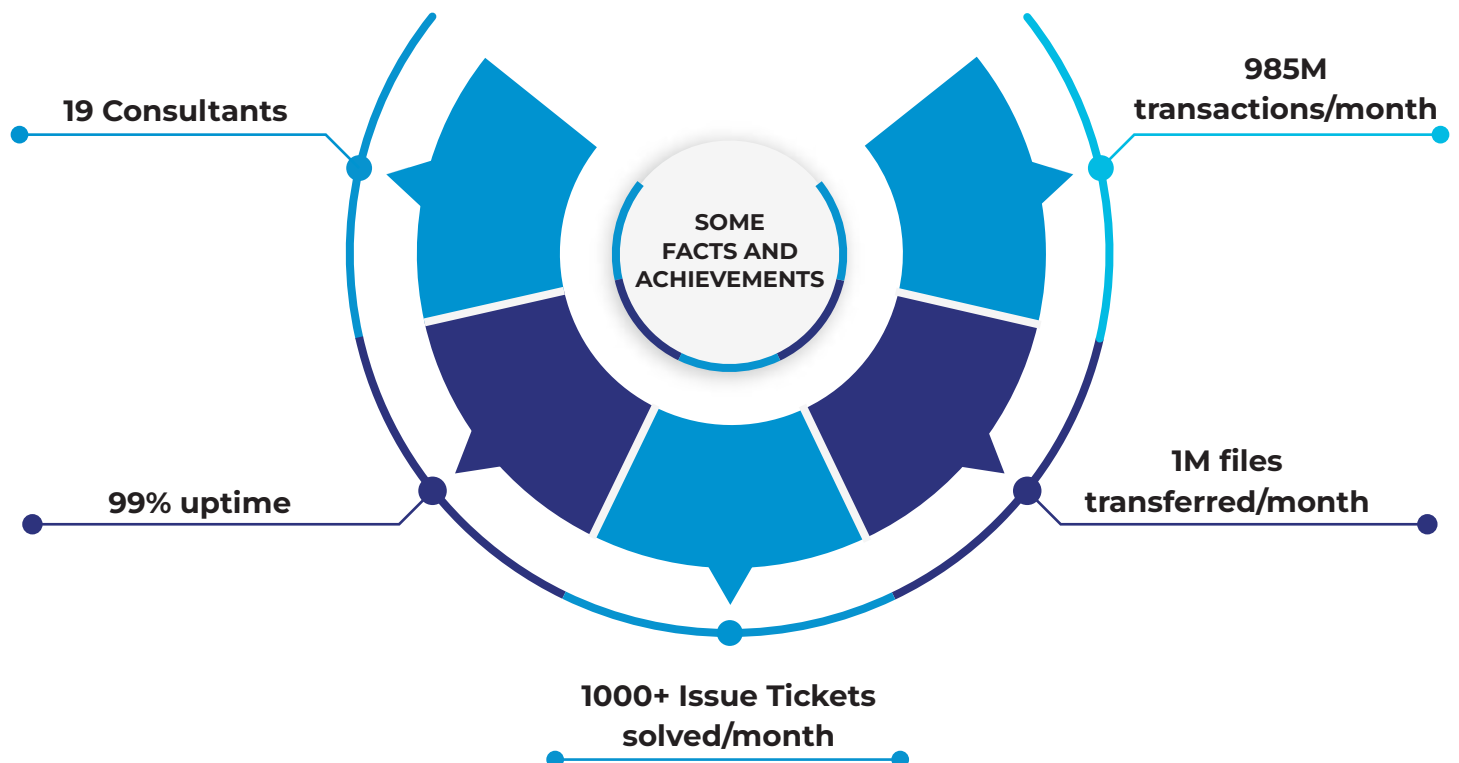 19 Consultants
985M
transactions/month
SOME
FACTS AND
ACHIEVEMENTS
99% uptime
1M files
transferred/month
1000+ Issue Tickets
solved/month